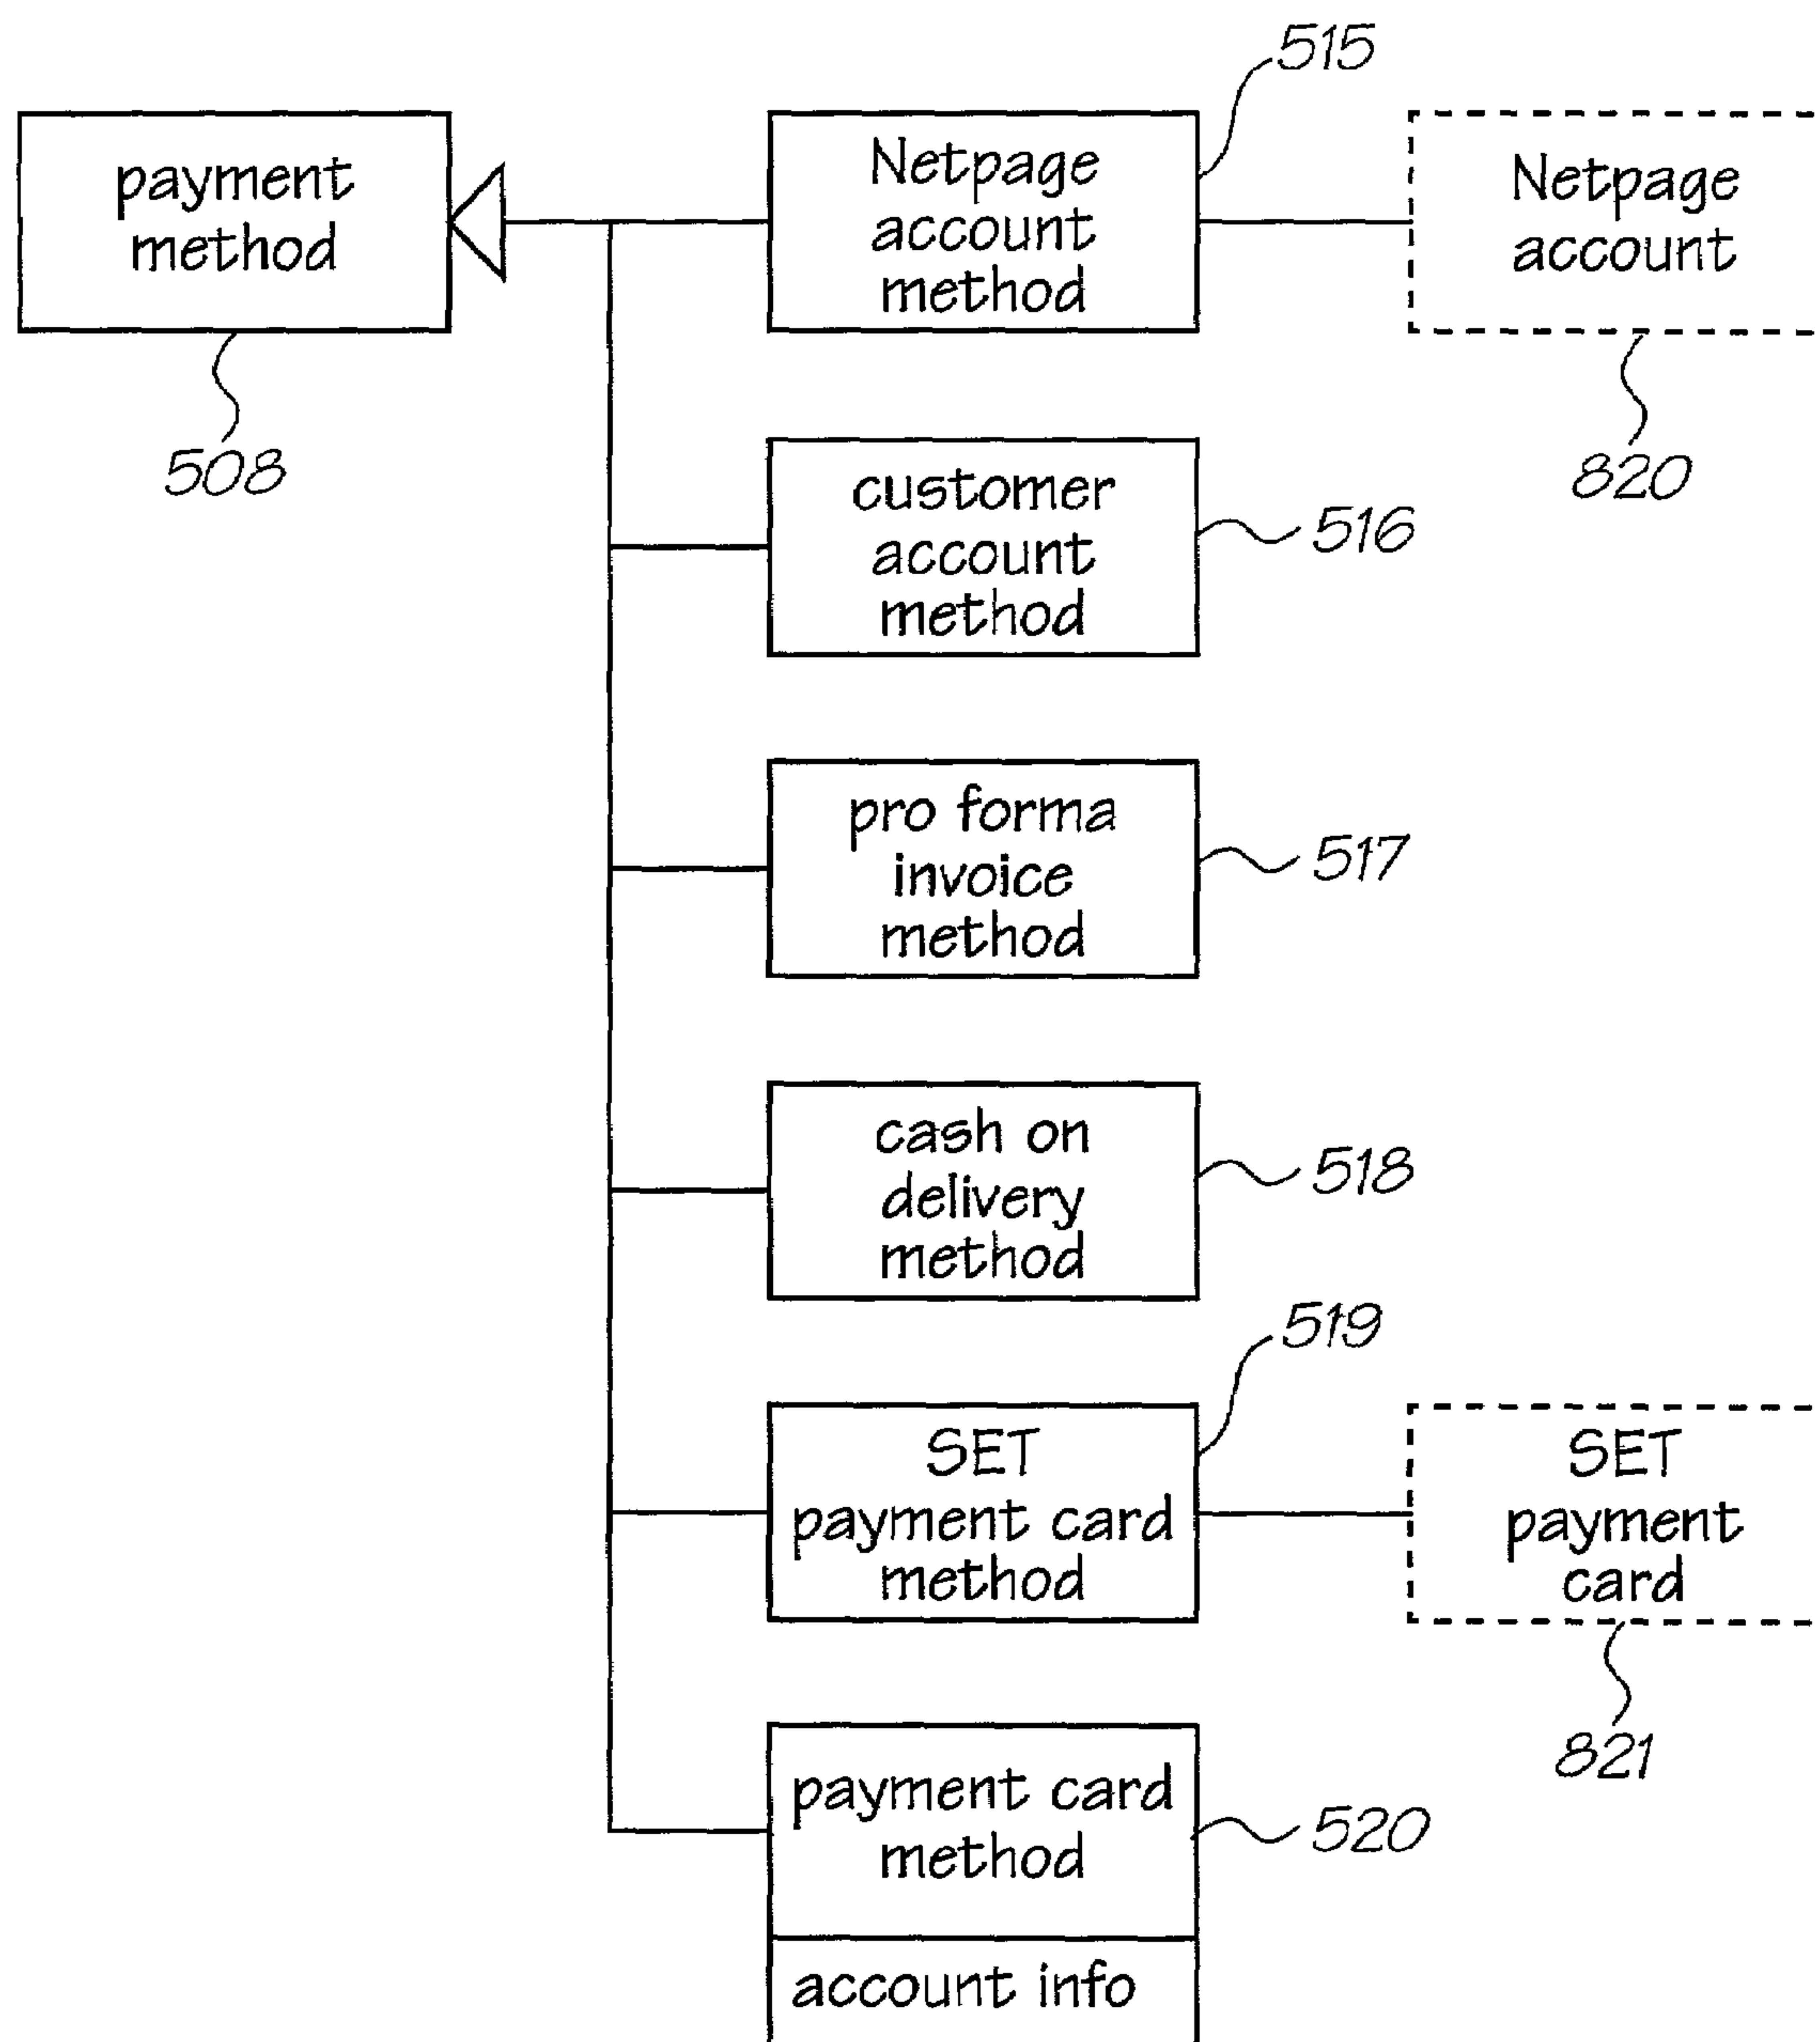 515
payment
method
508
Netpage
account
method
Netpage
account
820
customer
account
method
516
pro forma
invoice
method
517
cash on
delivery
method
518
519
SET
payment card
method
SET
payment
card
821
payment card
method
520
account info